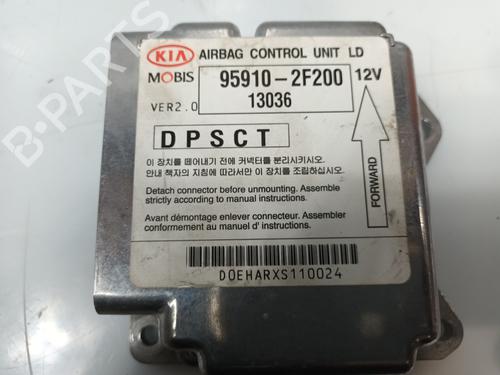 KIA AIRBAG CONTROL UNIT LD
MOBIS 95910-2F200 12V
VER2.0 13036
DPSCT
이 장치를 떼어내기 전에 커넥터를 분리시키시오.
안내 책자의 지침에 따라서만 이 장치를 조립하십시오.
Detach connector before unmounting. Assemble
strictly according to manual instructions.
Avant démontage enlever connecteur. Assembler
conformement au manuel d' instructions.
FORWARD
D0EHARXS110024
B-PARTS